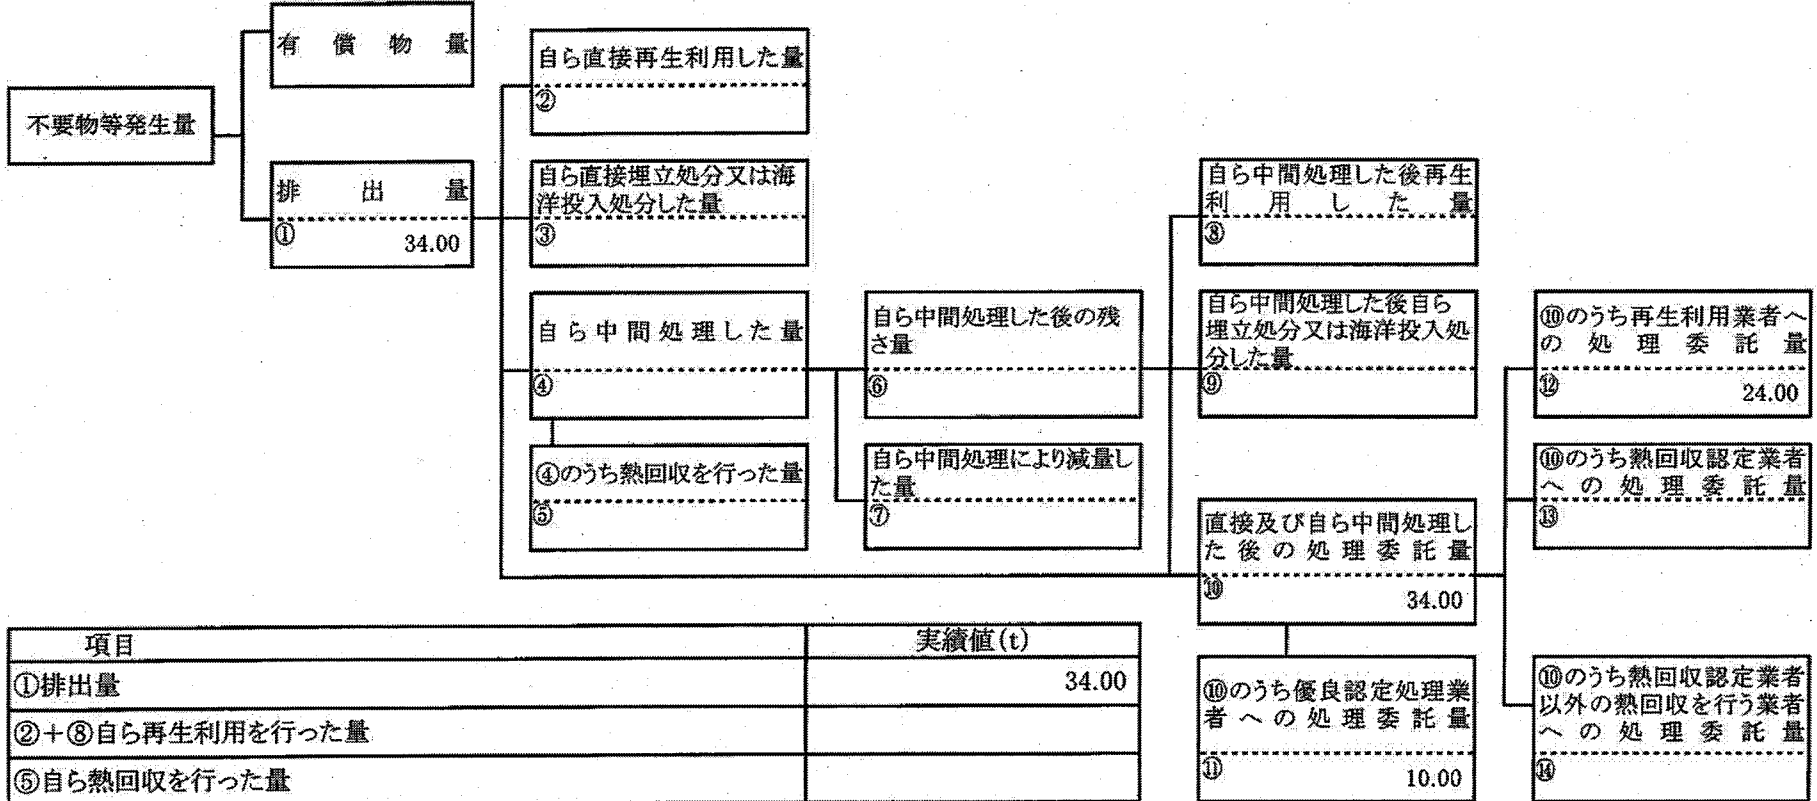 有償物量
自ら直接再生利用した量
②
不要物等発生量
排出量
①
34.00
自ら直接埋立処分又は海
洋投入処分した量
③
自ら中間処理した後再生
利用した量
⑧
自ら中間処理した量
④
自ら中間処理した後の残
さ量
⑥
自ら中間処理した後自ら
埋立処分又は海洋投入処
分した量
⑨
⑩のうち再生利用業者へ
の処理委託量
⑫
24.00
④のうち熱回収を行った量
⑤
自ら中間処理により減量し
た量
⑦
直接及び自ら中間処理し
た後の処理委託量
⑩
34.00
⑩のうち熱回収認定業者
への処理委託量
⑬
⑩のうち優良認定処理業
者への処理委託量
⑪
10.00
⑩のうち熱回収認定業者
以外の熱回収を行う業者
への処理委託量
⑭
項目 実績値(t)
①排出量 34.00
②+⑧自ら再生利用を行った量
⑤自ら熱回収を行った量